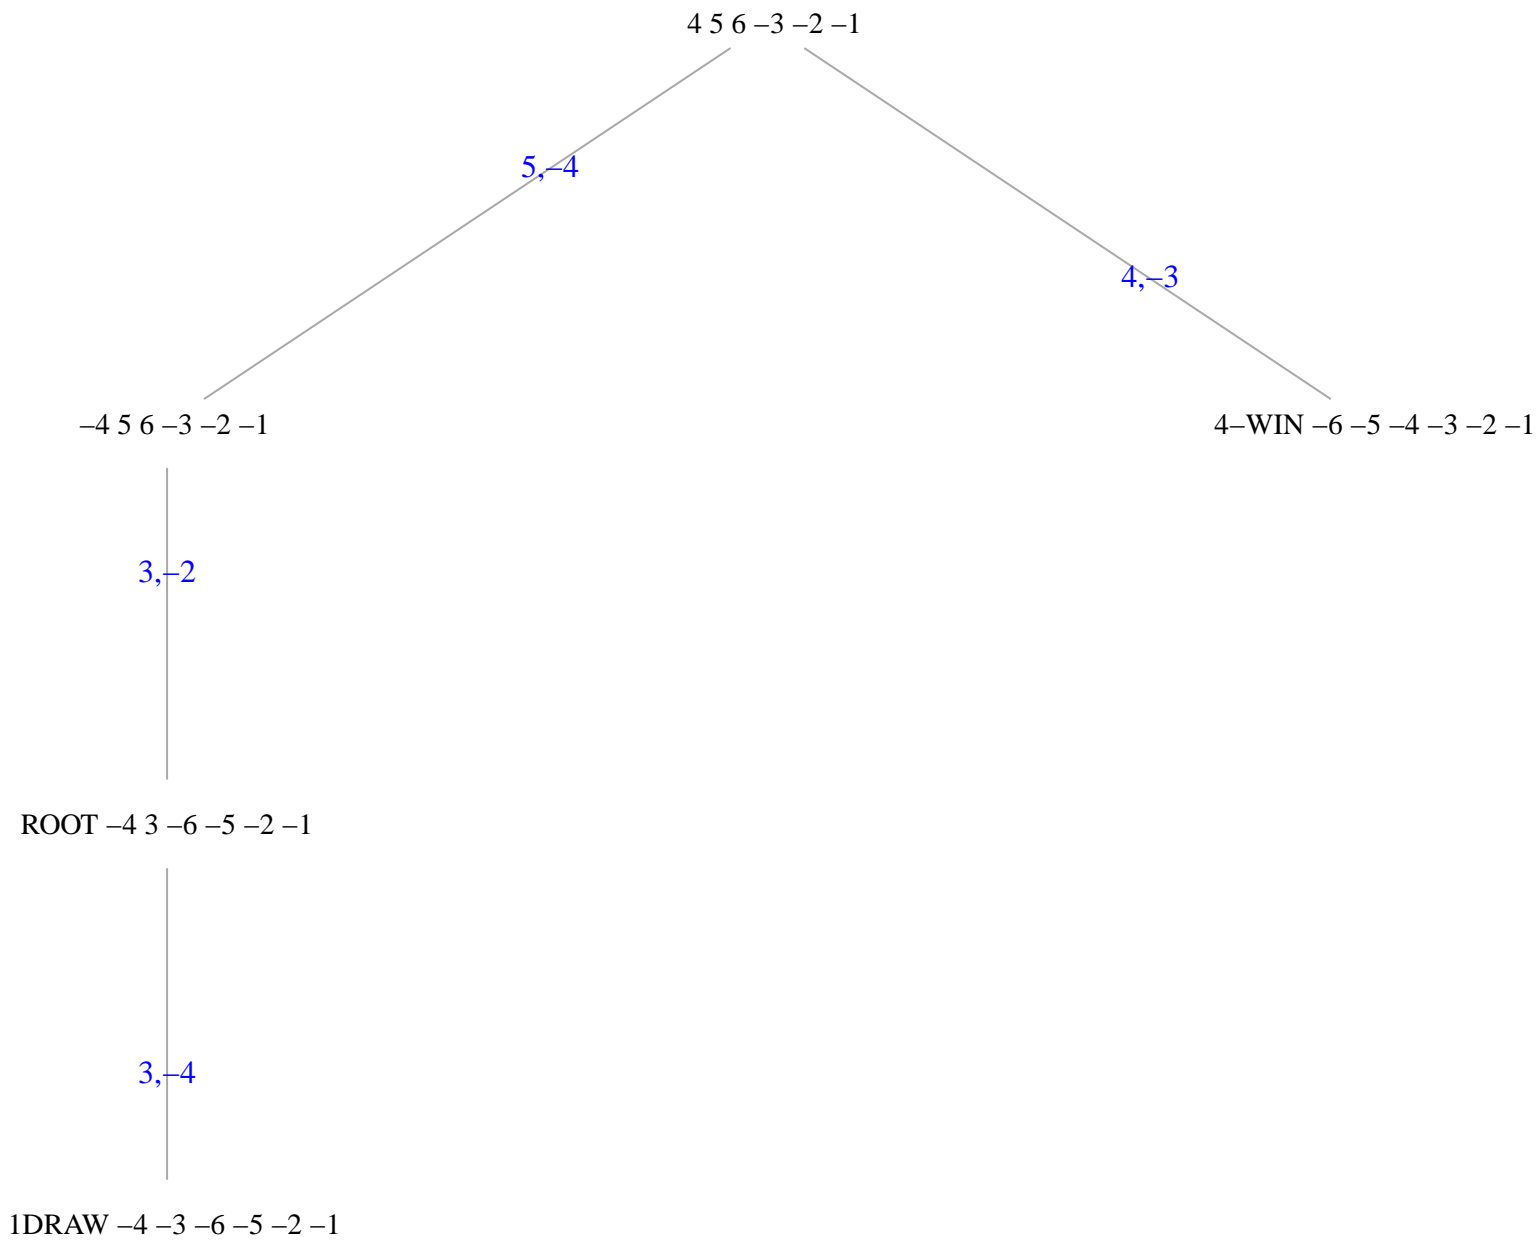 4 5 6 –3 –2 –1
5,–4
4,–3
–4 5 6 –3 –2 –1
4–WIN –6 –5 –4 –3 –2 –1
3,–2
ROOT –4 3 –6 –5 –2 –1
3,–4
1DRAW –4 –3 –6 –5 –2 –1